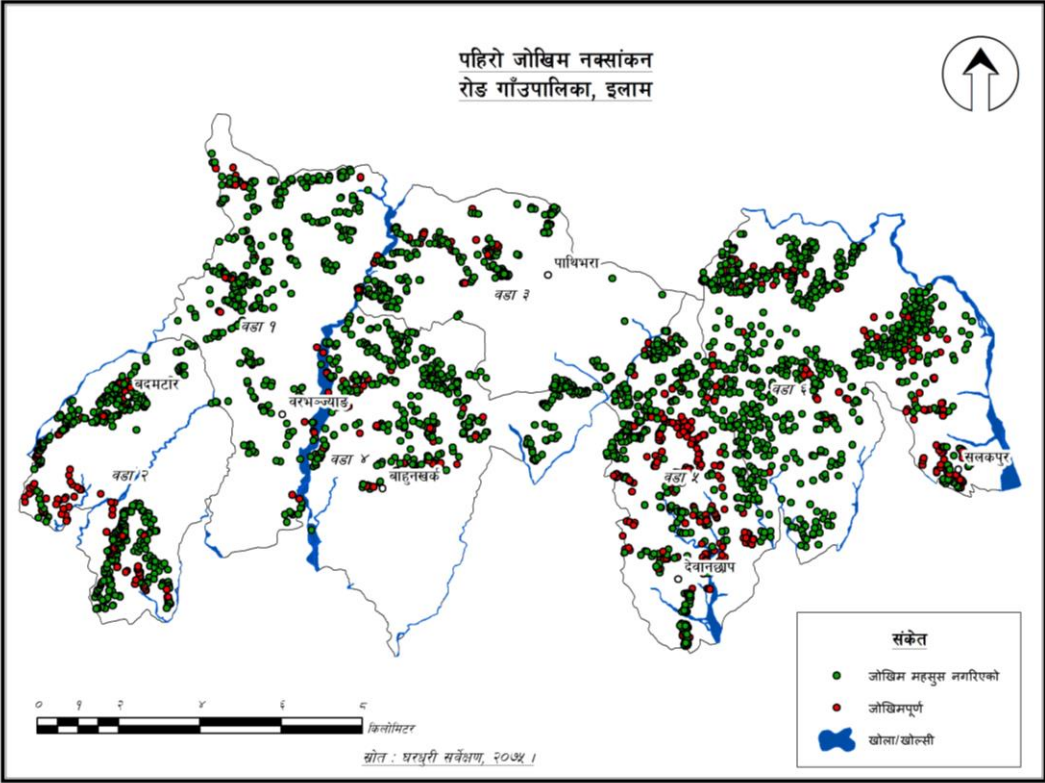 पहिरो जोखिम नक्सांकन
रोङ गाँउपालिका, इलाम
पाथिभरा
वडा ३
वडा १
बदमटार
वरभञ्ज्याङ
वडा ६
वडा ४
वडा २
बाहुनखर्क
सलकपुर
वडा ५
देवानछाप
संकेत
जोखिम महसुस नगरिएको
जोखिमपूर्ण
खोला/खोल्सी
० १ २ ४ ६ ८
किलोमिटर
स्रोत : घरधुरी सर्वेक्षण, २०७५ ।